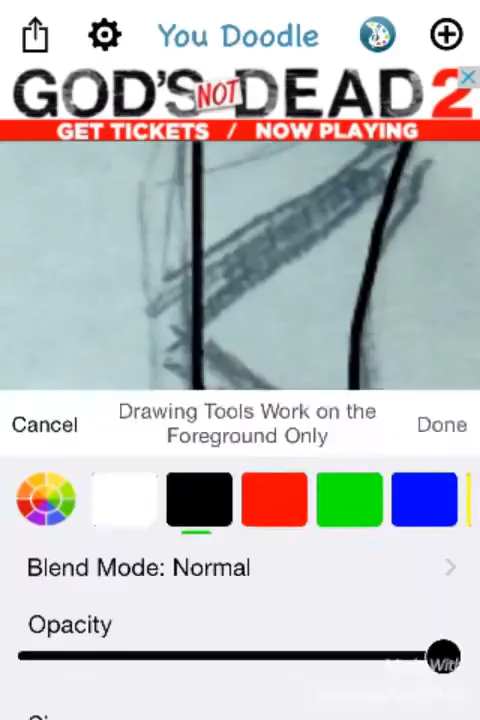 You Doodle
GOD'S NOT DEAD 2
GET TICKETS / NOW PLAYING
Cancel
Drawing Tools Work on the
Foreground Only
Done
Blend Mode: Normal
Opacity
With